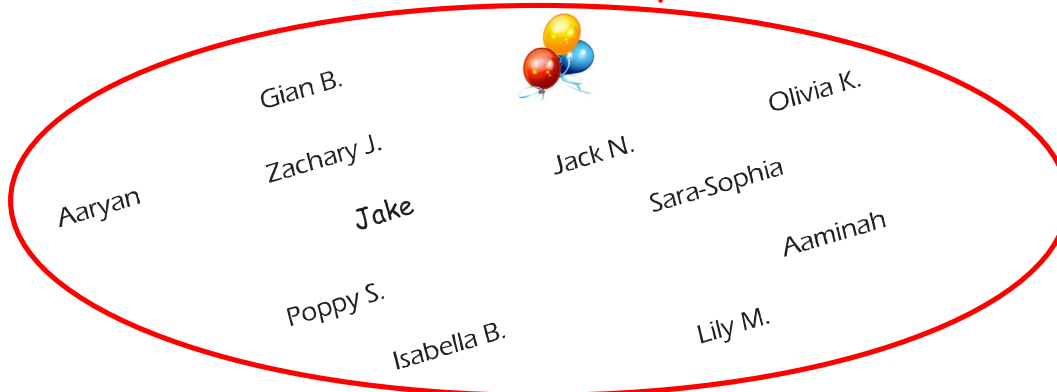 Gian B.
Olivia K.
Zachary J.
Jack N.
Sara-Sophia
Aaryan
Jake
Aaminah
Poppy S.
Isabella B.
Lily M.